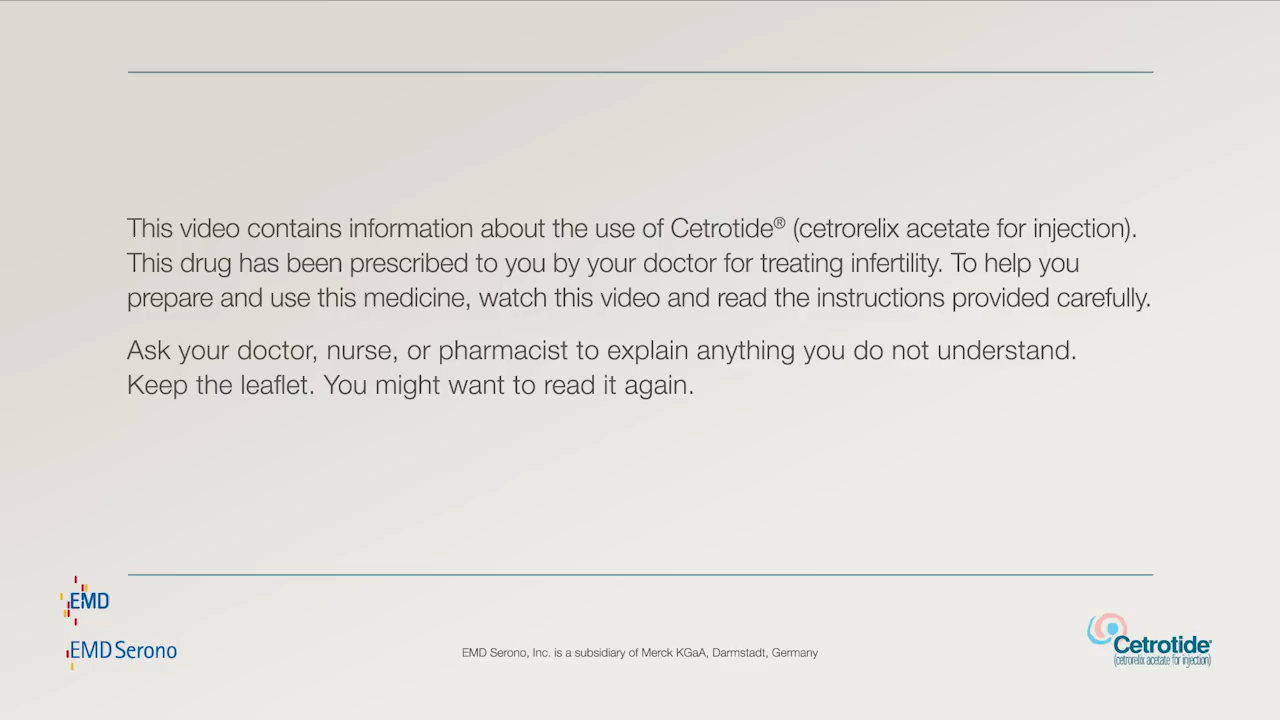 This video contains information about the use of Cetrotide® (cetrorelix acetate for injection).
This drug has been prescribed to you by your doctor for treating infertility. To help you
prepare and use this medicine, watch this video and read the instructions provided carefully.
Ask your doctor, nurse, or pharmacist to explain anything you do not understand.
Keep the leaflet. You might want to read it again.
EMD
EMD Serono
EMD Serono, Inc. is a subsidiary of Merck KGaA, Darmstadt, Germany
Cetrotide®
(cetrorelix acetate for injection)